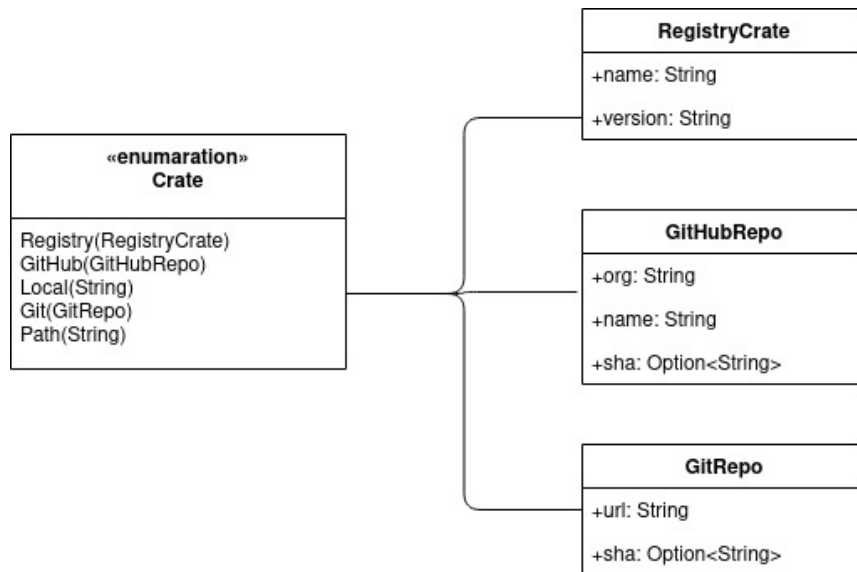 «enumaration»
Crate
Registry(RegistryCrate)
GitHub(GitHubRepo)
Local(String)
Git(GitRepo)
Path(String)
RegistryCrate
+name: String
+version: String
GitHubRepo
+org: String
+name: String
+sha: Option<String>
GitRepo
+url: String
+sha: Option<String>